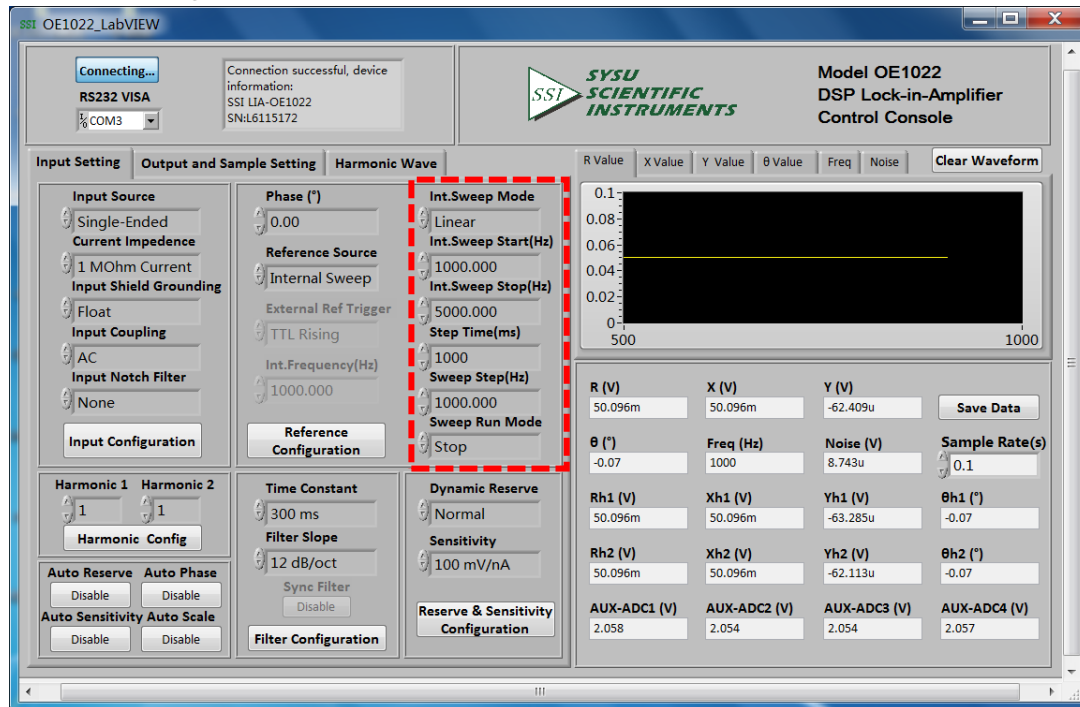 SSI OE1022_LabVIEW
Connecting...
RS232 VISA
COM3
Connection successful, device
information:
SSI LIA-OE1022
SN:L6115172
SSI
SYSU
SCIENTIFIC
INSTRUMENTS
Model OE1022
DSP Lock-in-Amplifier
Control Console
Input Setting
Output and Sample Setting
Harmonic Wave
Input Source
Single-Ended
Current Impedence
1 MOhm Current
Input Shield Grounding
Float
Input Coupling
AC
Input Notch Filter
None
Input Configuration
Phase (°)
0.00
Reference Source
Internal Sweep
External Ref Trigger
TTL Rising
Int.Frequency(Hz)
1000.000
Reference
Configuration
Int.Sweep Mode
Linear
Int.Sweep Start(Hz)
1000.000
Int.Sweep Stop(Hz)
5000.000
Step Time(ms)
1000
Sweep Step(Hz)
1000.000
Sweep Run Mode
Stop
Harmonic 1 Harmonic 2
1 1
Harmonic Config
Auto Reserve Auto Phase
Disable Disable
Auto Sensitivity Auto Scale
Disable Disable
Time Constant
300 ms
Filter Slope
12 dB/oct
Sync Filter
Disable
Filter Configuration
Dynamic Reserve
Normal
Sensitivity
100 mV/nA
Reserve & Sensitivity
Configuration
R Value X Value Y Value θ Value Freq Noise Clear Waveform
0.1
0.08
0.06
0.04
0.02
0
500 1000
R (V) X (V) Y (V)
50.096m 50.096m -62.409u Save Data
θ (°) Freq (Hz) Noise (V) Sample Rate(s)
-0.07 1000 8.743u 0.1
Rh1 (V) Xh1 (V) Yh1 (V) θh1 (°)
50.096m 50.096m -63.285u -0.07
Rh2 (V) Xh2 (V) Yh2 (V) θh2 (°)
50.096m 50.096m -62.113u -0.07
AUX-ADC1 (V) AUX-ADC2 (V) AUX-ADC3 (V) AUX-ADC4 (V)
2.058 2.054 2.054 2.057